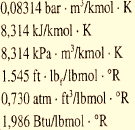 0,08314 bar · m³/kmol · K
8,314 kJ/kmol · K
8,314 kPa · m³/kmol · K
1.545 ft · lbf/lbmol · °R
0,730 atm · ft³/lbmol · °R
1,986 Btu/lbmol · °R